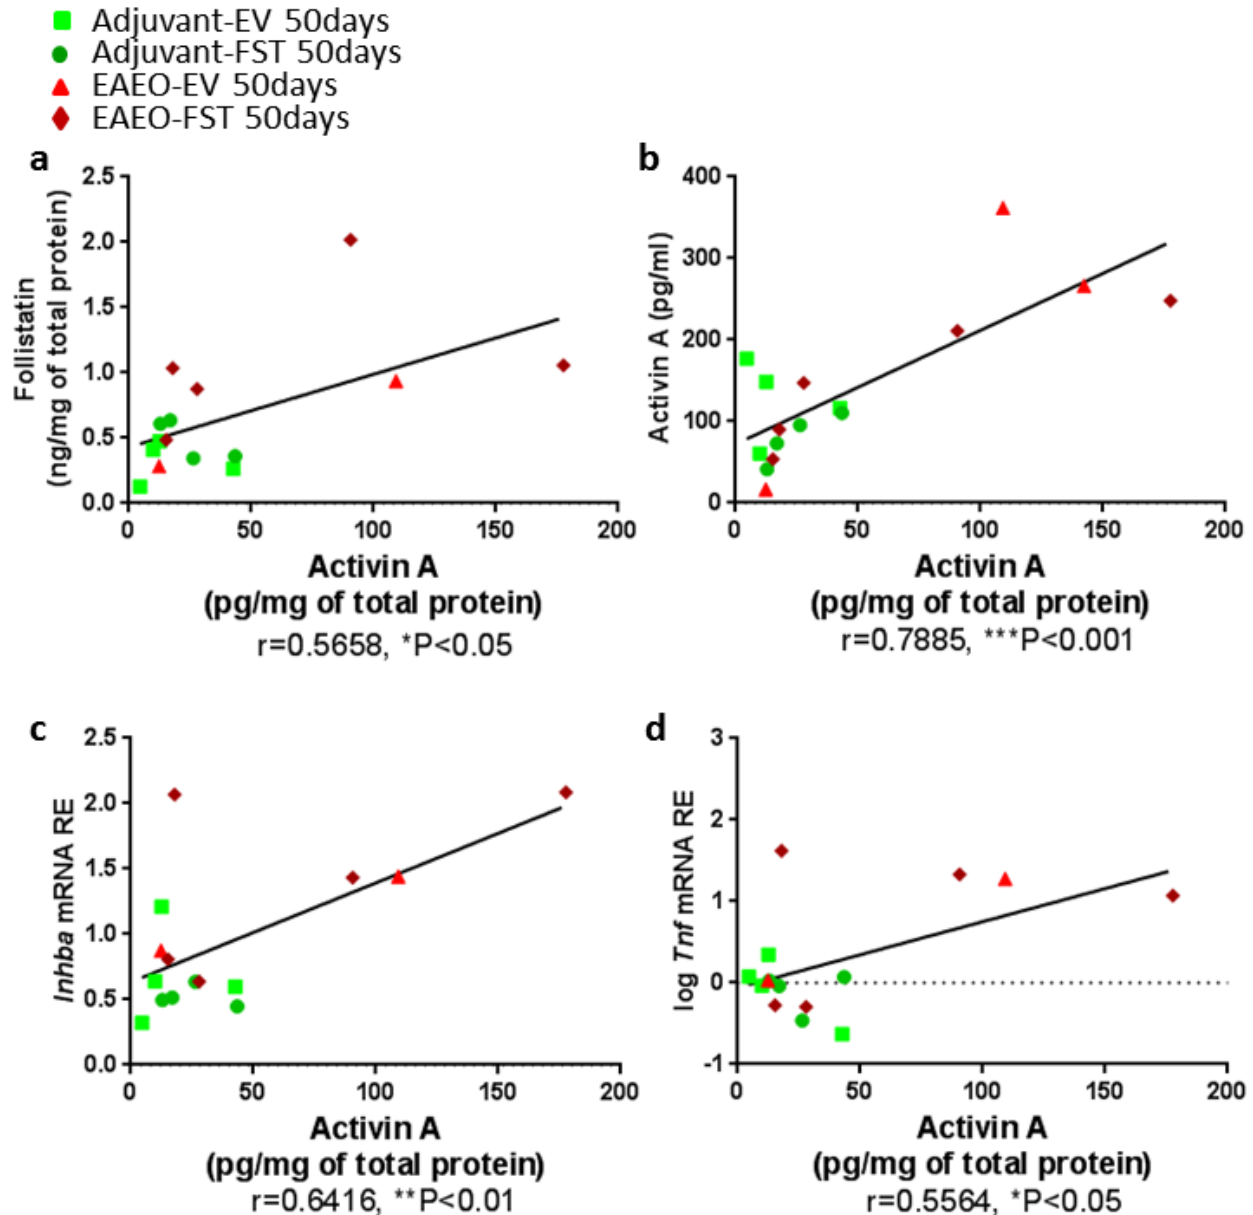 Adjuvant-EV 50days
Adjuvant-FST 50days
EAEO-EV 50days
EAEO-FST 50days
a
Follistatin
(ng/mg of total protein)
2.5
2.0
1.5
1.0
0.5
0.0
0 50 100 150 200
Activin A
(pg/mg of total protein)
r=0.5658, *P<0.05
b
Activin A (pg/ml)
400
300
200
100
0
0 50 100 150 200
Activin A
(pg/mg of total protein)
r=0.7885, ***P<0.001
c
Inhba mRNA RE
2.5
2.0
1.5
1.0
0.5
0.0
0 50 100 150 200
Activin A
(pg/mg of total protein)
r=0.6416, **P<0.01
d
log Tnf mRNA RE
3
2
1
0
-1
0 50 100 150 200
Activin A
(pg/mg of total protein)
r=0.5564, *P<0.05